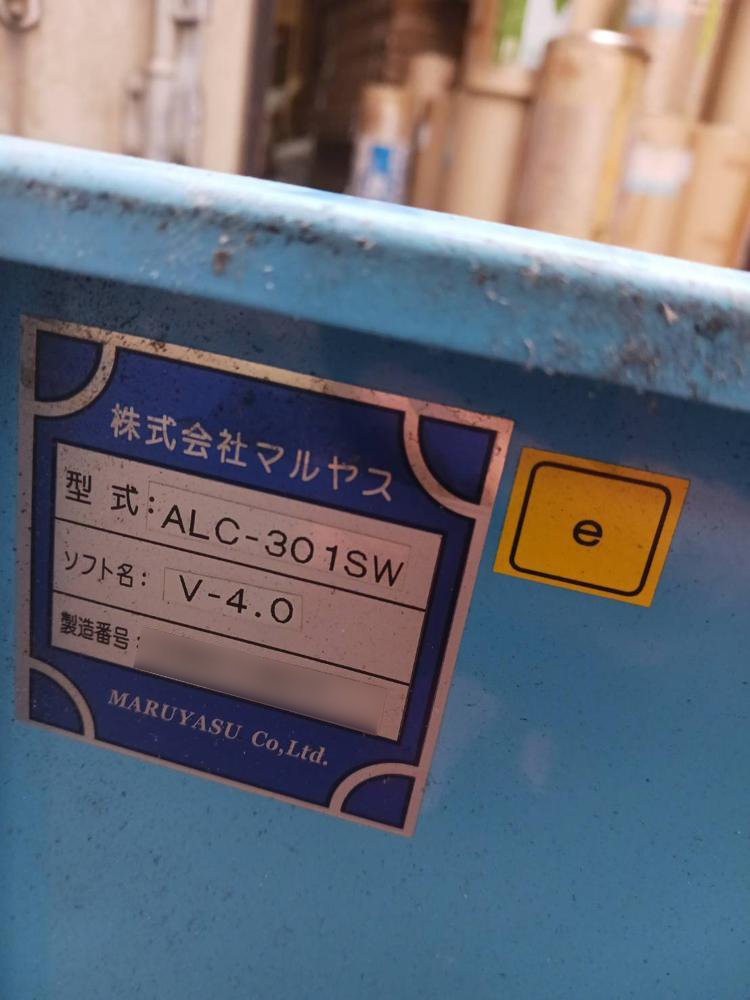 株式会社マルヤス
型 式: ALC-301SW
ソフト名: V-4.0
製造番号:
MARUYASU Co,Ltd.
e